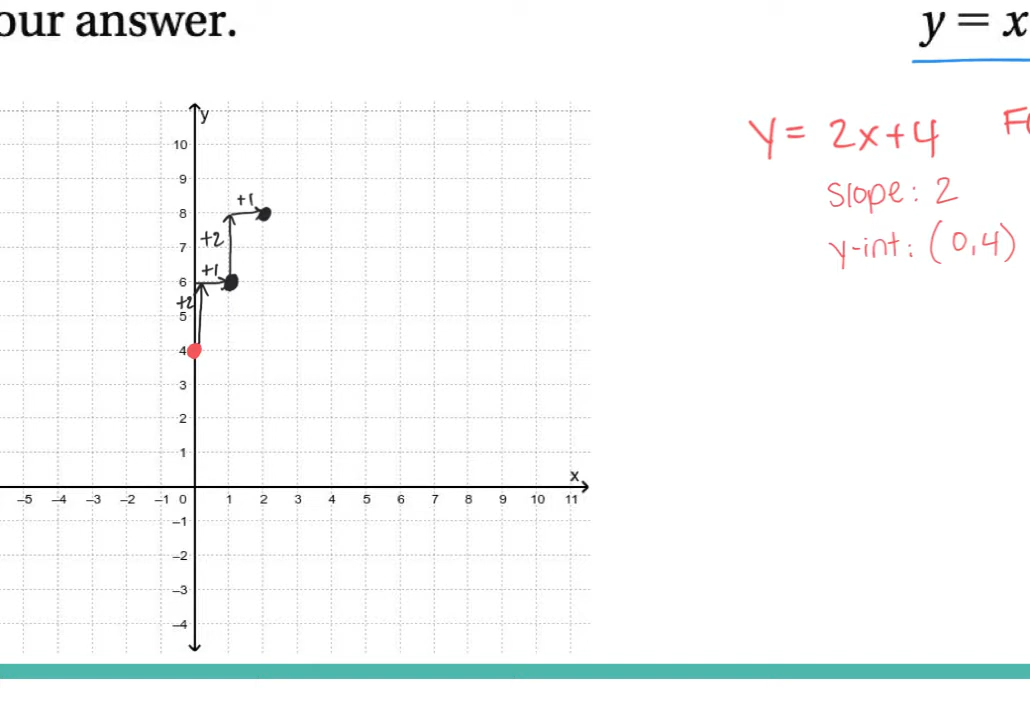 our answer.
y = x
y
10
9
+1
8
+2
7
+1
6
+2
5
4
3
2
1
x
-5 -4 -3 -2 -1 0 1 2 3 4 5 6 7 8 9 10 11
-1
-2
-3
-4
y = 2x+4
slope: 2
y-int: (0,4)